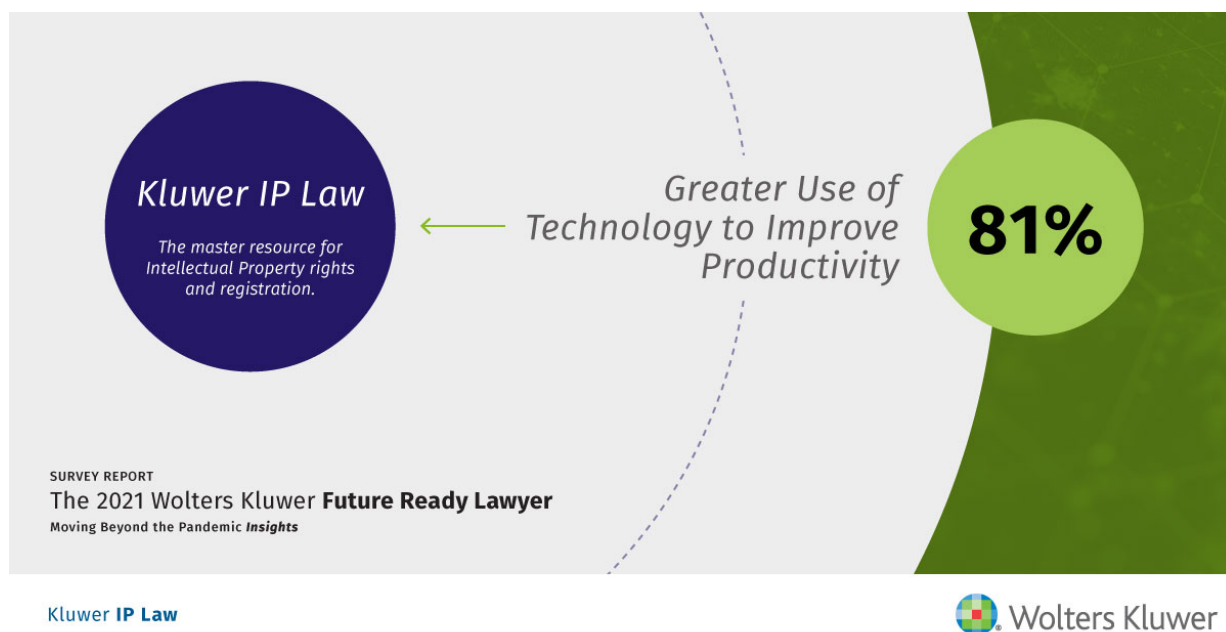 Kluwer IP Law
The master resource for
Intellectual Property rights
and registration.
Greater Use of
Technology to Improve
Productivity
81%
SURVEY REPORT
The 2021 Wolters Kluwer Future Ready Lawyer
Moving Beyond the Pandemic Insights
Kluwer IP Law
Wolters Kluwer